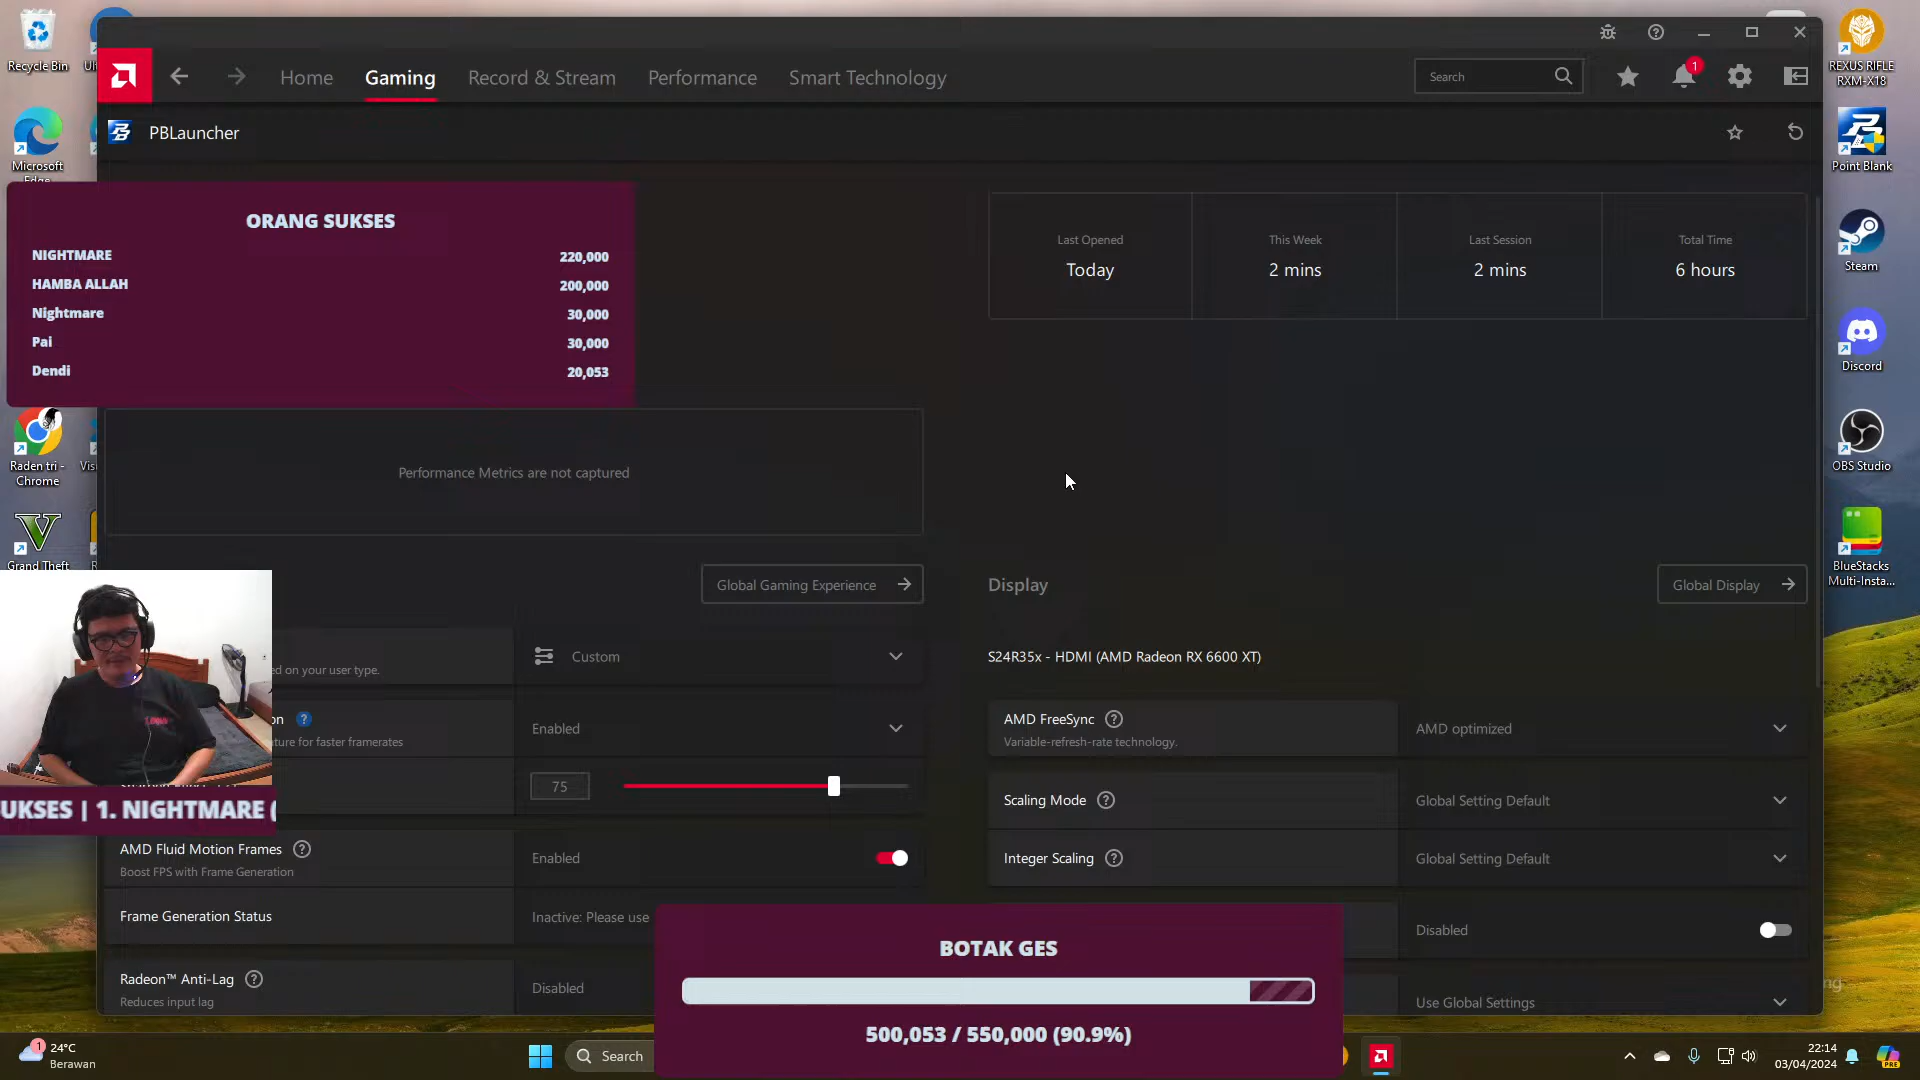 Recycle Bin
Ul
Microsoft
Edge
Raden tri -
Chrome
Vis
Grand Theft
Home
Gaming
Record & Stream
Performance
Smart Technology
Search
1
PBLauncher
REXUS RIFLE
RXM-X18
Point Blank
Steam
Discord
OBS Studio
BlueStacks
Multi-Insta...
ORANG SUKSES
NIGHTMARE 220,000
HAMBA ALLAH 200,000
Nightmare 30,000
Pai 30,000
Dendi 20,053
Last Opened
Today
This Week
2 mins
Last Session
2 mins
Total Time
6 hours
Performance Metrics are not captured
Global Gaming Experience
Display
Global Display
ed on your user type.
Custom
S24R35x - HDMI (AMD Radeon RX 6600 XT)
on ?
ature for faster framerates
Enabled
AMD FreeSync ?
Variable-refresh-rate technology.
AMD optimized
75
Scaling Mode ?
Global Setting Default
UKSES | 1. NIGHTMARE (
AMD Fluid Motion Frames ?
Boost FPS with Frame Generation
Enabled
Integer Scaling ?
Global Setting Default
Frame Generation Status
Inactive: Please use
Disabled
Radeon™ Anti-Lag ?
Reduces input lag
Disabled
Use Global Settings
ng
BOTAK GES
500,053 / 550,000 (90.9%)
1
24°C
Berawan
Search
22:14
03/04/2024
PRE